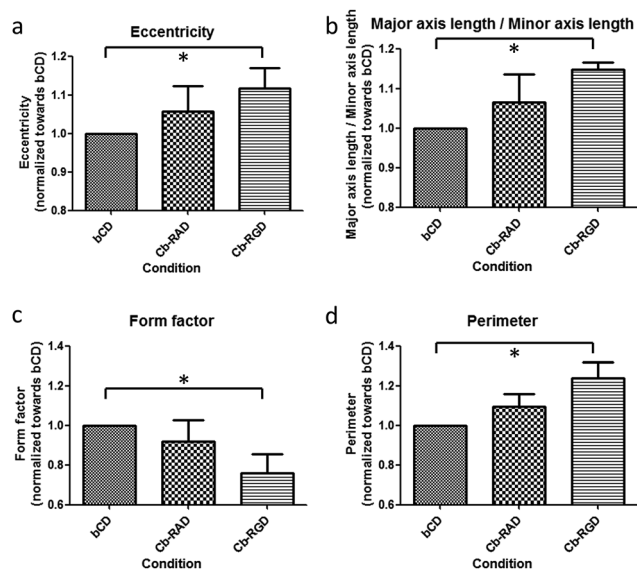 a
Eccentricity
*
1.2
1.1
1.0
0.9
0.8
Eccentricity
(normalized towards bCD)
bCD
Cb-RAD
Cb-RGD
Condition
b
Major axis length / Minor axis length
*
1.2
1.1
1.0
0.9
0.8
Major axis length / Minor axis length
(normalized towards bCD)
bCD
Cb-RAD
Cb-RGD
Condition
c
Form factor
*
1.4
1.2
1.0
0.8
0.6
Form factor
(normalized towards bCD)
bCD
Cb-RAD
Cb-RGD
Condition
d
Perimeter
*
1.4
1.2
1.0
0.8
0.6
Perimeter
(normalized towards bCD)
bCD
Cb-RAD
Cb-RGD
Condition